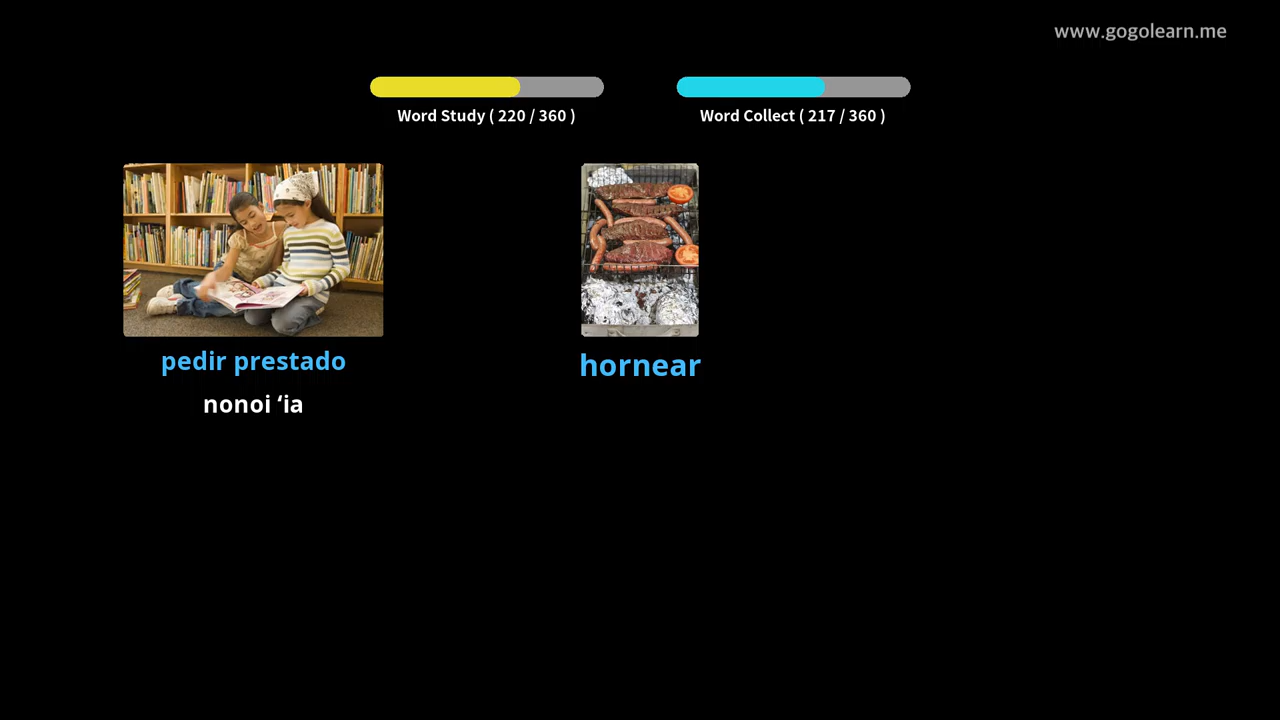 www.gogolearn.me
Word Study ( 220 / 360 )
Word Collect ( 217 / 360 )
pedir prestado
nonoi ‘ia
hornear